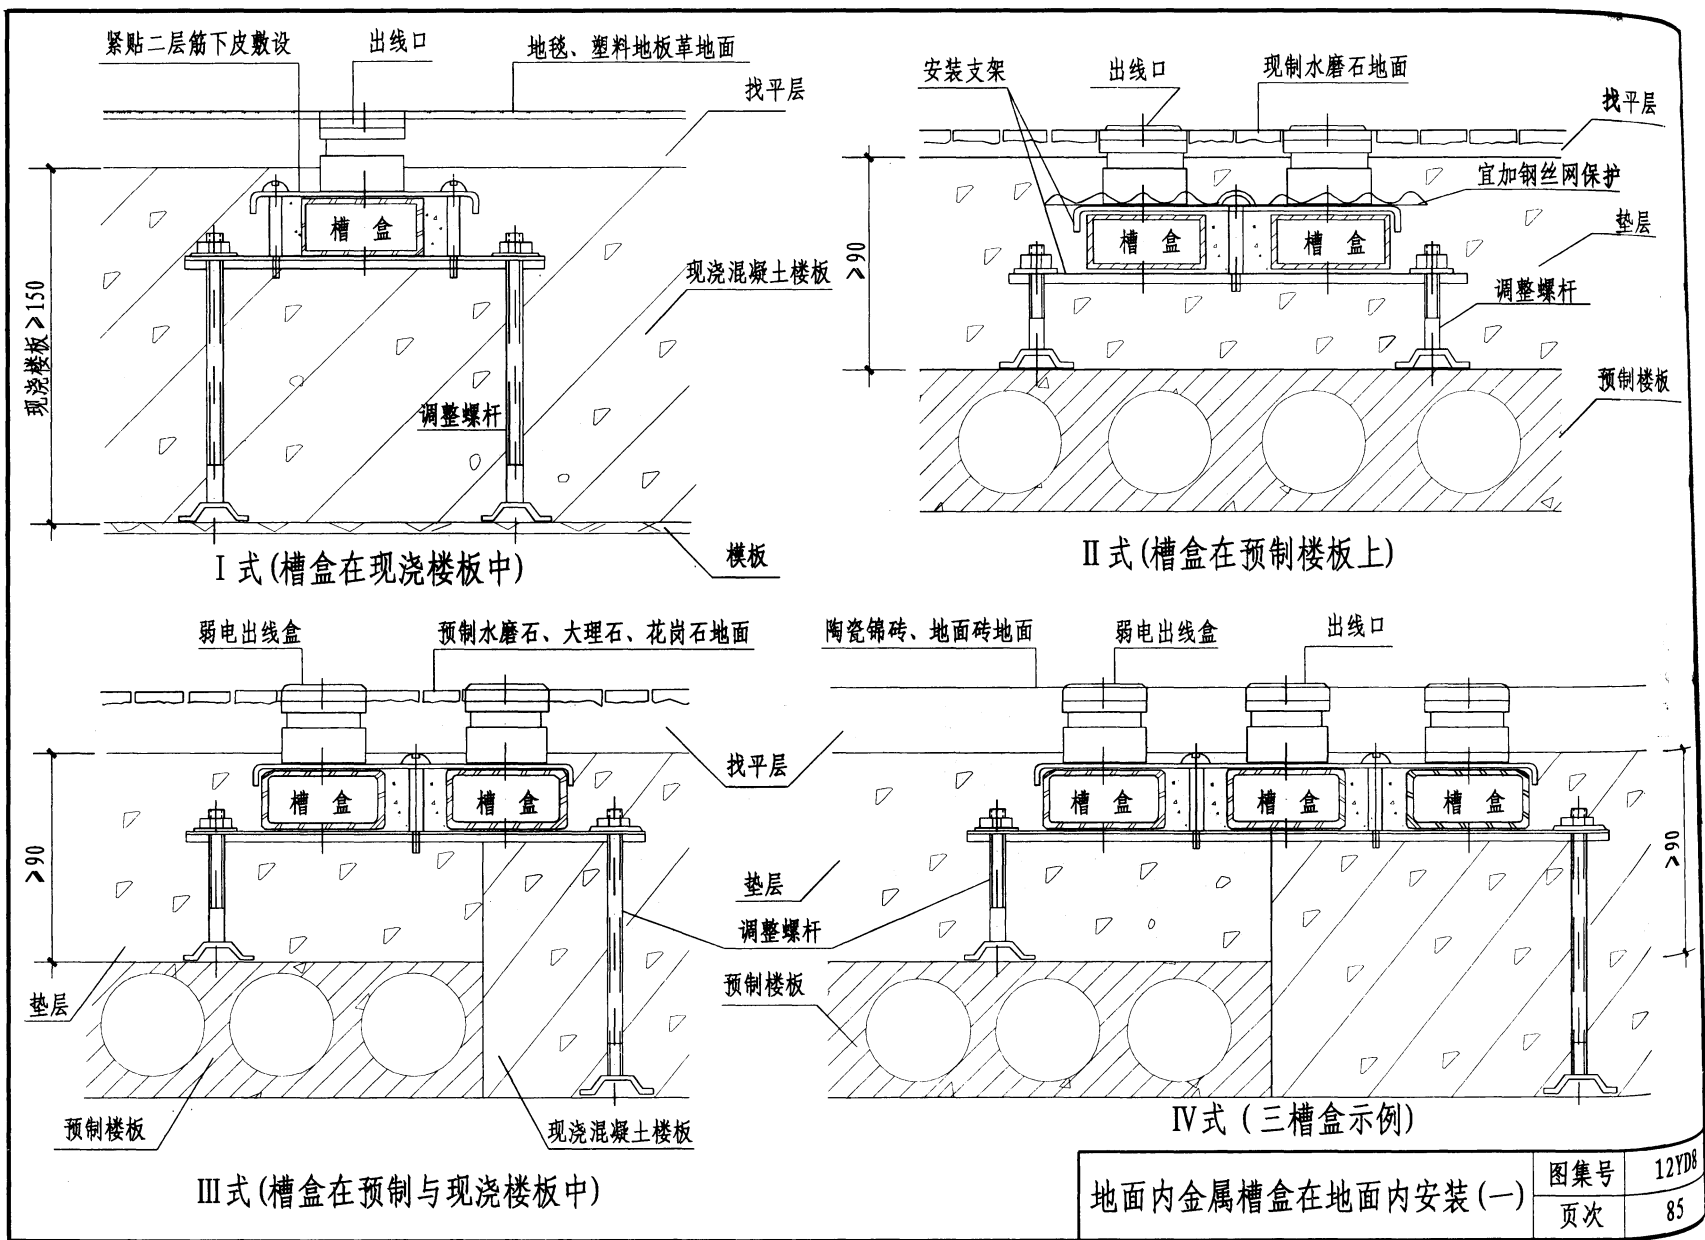 紧贴二层筋下皮敷设
出线口
地毯、塑料地板革地面
找平层
槽 盒
现浇混凝土楼板
现浇楼板≥150
调整螺杆
模板
Ⅰ式(槽盒在现浇楼板中)
安装支架
出线口
现制水磨石地面
找平层
宜加钢丝网保护
垫层
槽 盒
槽 盒
≥90
调整螺杆
预制楼板
Ⅱ式(槽盒在预制楼板上)
弱电出线盒
预制水磨石、大理石、花岗石地面
找平层
槽 盒
槽 盒
≥90
垫层
调整螺杆
预制楼板
现浇混凝土楼板
Ⅲ式(槽盒在预制与现浇楼板中)
陶瓷锦砖、地面砖地面
弱电出线盒
出线口
槽 盒
槽 盒
槽 盒
≥90
垫层
预制楼板
Ⅳ式(三槽盒示例)
地面内金属槽盒在地面内安装(一)
图集号
12YD8
页次
85